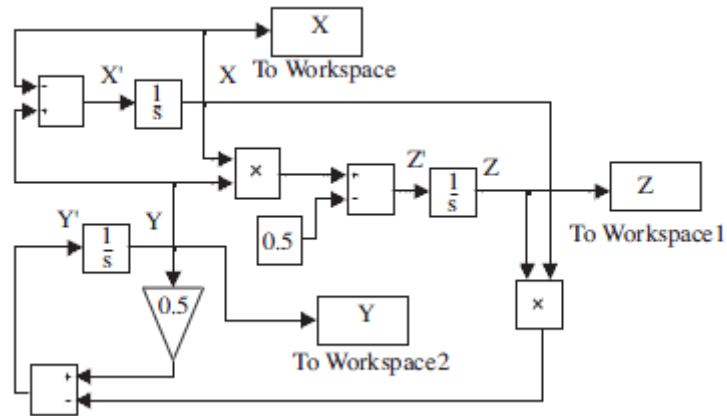 X
To Workspace
X'
1
s
X
-
+
×
+
-
Z'
1
s
Z
Z
To Workspace1
0.5
Y'
1
s
Y
0.5
×
Y
To Workspace2
+
-